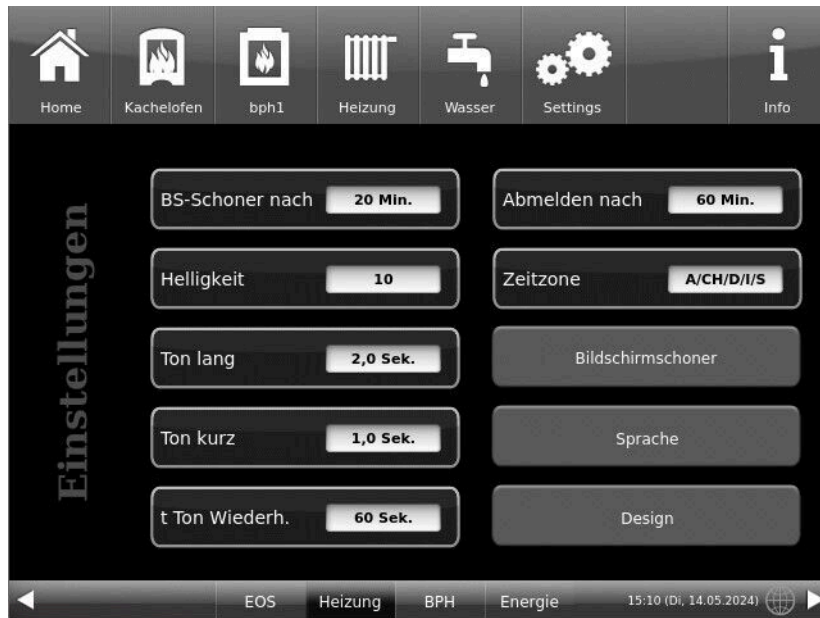 Home Kachelofen bph1 Heizung Wasser Settings Info
Einstellungen
BS-Schoner nach 20 Min.
Abmelden nach 60 Min.
Helligkeit 10
Zeitzone A/CH/D/I/S
Ton lang 2,0 Sek.
Bildschirmschoner
Ton kurz 1,0 Sek.
Sprache
t Ton Wiederh. 60 Sek.
Design
EOS Heizung BPH Energie 15:10 (Di, 14.05.2024)